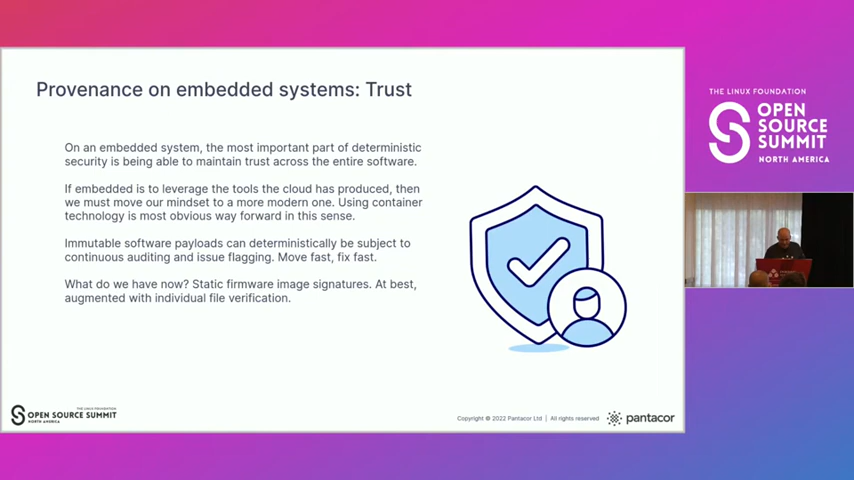 Provenance on embedded systems: Trust
On an embedded system, the most important part of deterministic
security is being able to maintain trust across the entire software.
If embedded is to leverage the tools the cloud has produced, then
we must move our mindset to a more modern one. Using container
technology is most obvious way forward in this sense.
Immutable software payloads can deterministically be subject to
continuous auditing and issue flagging. Move fast, fix fast.
What do we have now? Static firmware image signatures. At best,
augmented with individual file verification.
THE LINUX FOUNDATION
OPEN SOURCE SUMMIT
NORTH AMERICA
Copyright © 2022 Pantacor Ltd | All rights reserved
pantacor
THE LINUX FOUNDATION
OPEN
SOURCE
SUMMIT
NORTH AMERICA